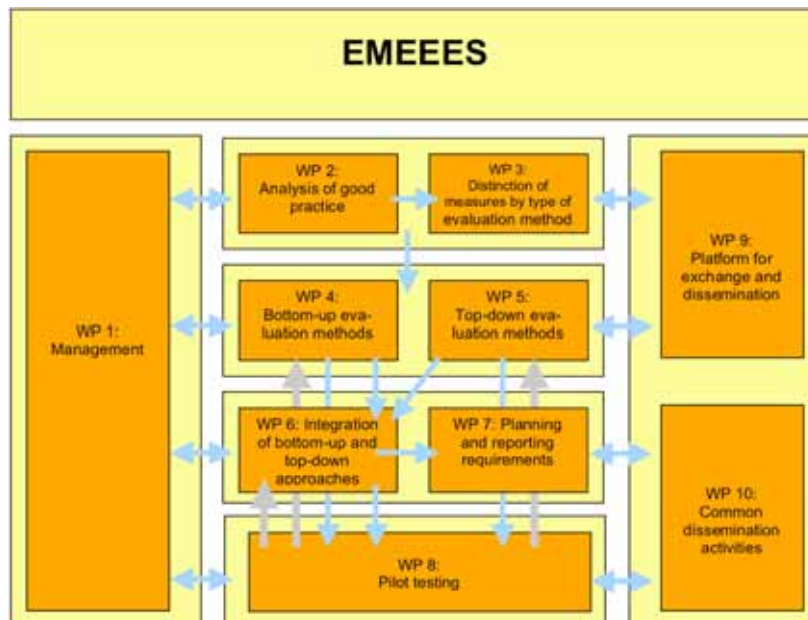 EMEEES
WP 1:
Management
WP 2:
Analysis of good
practice
WP 3:
Distinction of
measures by type of
evaluation method
WP 4:
Bottom-up eva-
luation methods
WP 5:
Top-down eva-
luation methods
WP 6: Integration
of bottom-up and
top-down
approaches
WP 7: Planning
and reporting
requirements
WP 8:
Pilot testing
WP 9:
Platform for
exchange and
dissemination
WP 10:
Common
dissemination
activities